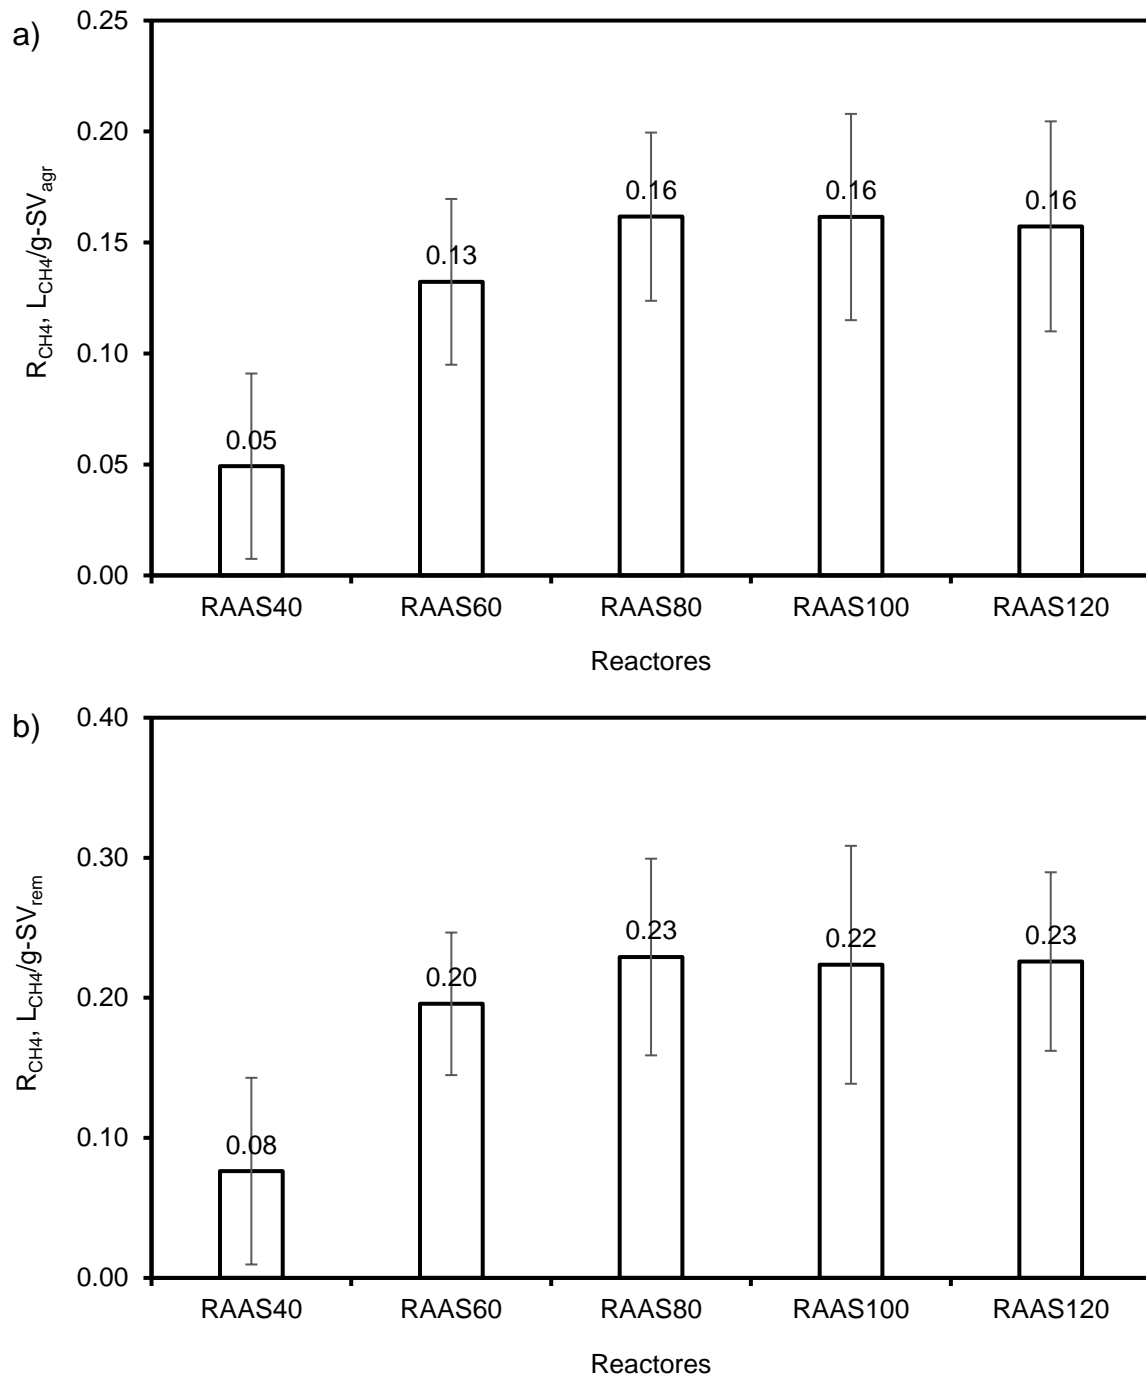 a)
R_CH4, L_CH4/g-SV_agr
0.25
0.20
0.15
0.10
0.05
0.00
0.05
0.13
0.16
0.16
0.16
RAAS40 RAAS60 RAAS80 RAAS100 RAAS120
Reactores
b)
R_CH4, L_CH4/g-SV_rem
0.40
0.30
0.20
0.10
0.00
0.08
0.20
0.23
0.22
0.23
RAAS40 RAAS60 RAAS80 RAAS100 RAAS120
Reactores